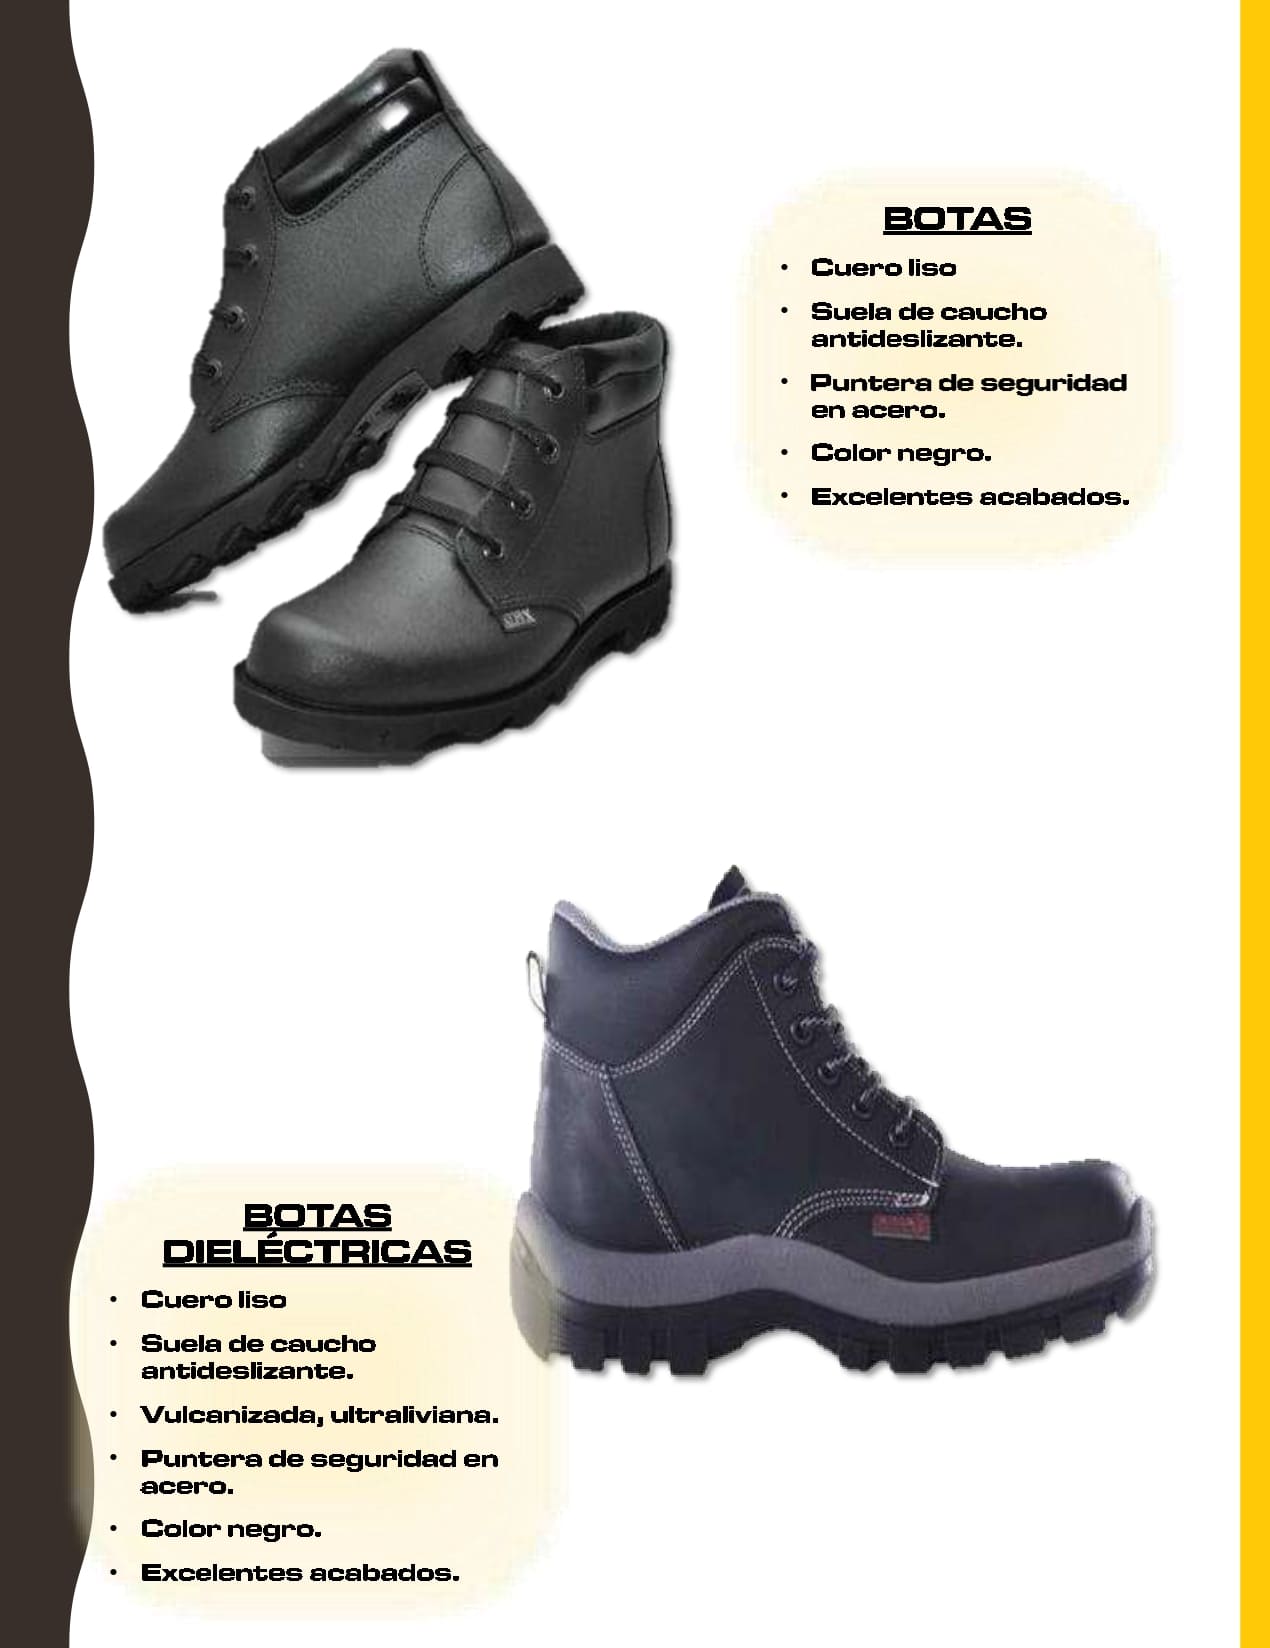 BOTAS
• Cuero liso
• Suela de caucho
antideslizante.
• Puntera de seguridad
en acero.
• Color negro.
• Excelentes acabados.
BOTAS
DIELÉCTRICAS
• Cuero liso
• Suela de caucho
antideslizante.
• Vulcanizada, ultraliviana.
• Puntera de seguridad en
acero.
• Color negro.
• Excelentes acabados.